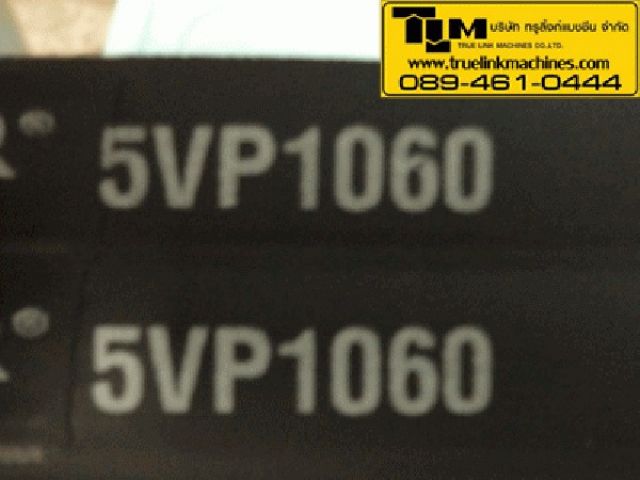 TLM
บริษัท ทรูลิ้งก์แมชชีน จำกัด
TRUE LINK MACHINES CO.,LTD.
www.truelinkmachines.com
089-461-0444
R® 5VP1060
R® 5VP1060